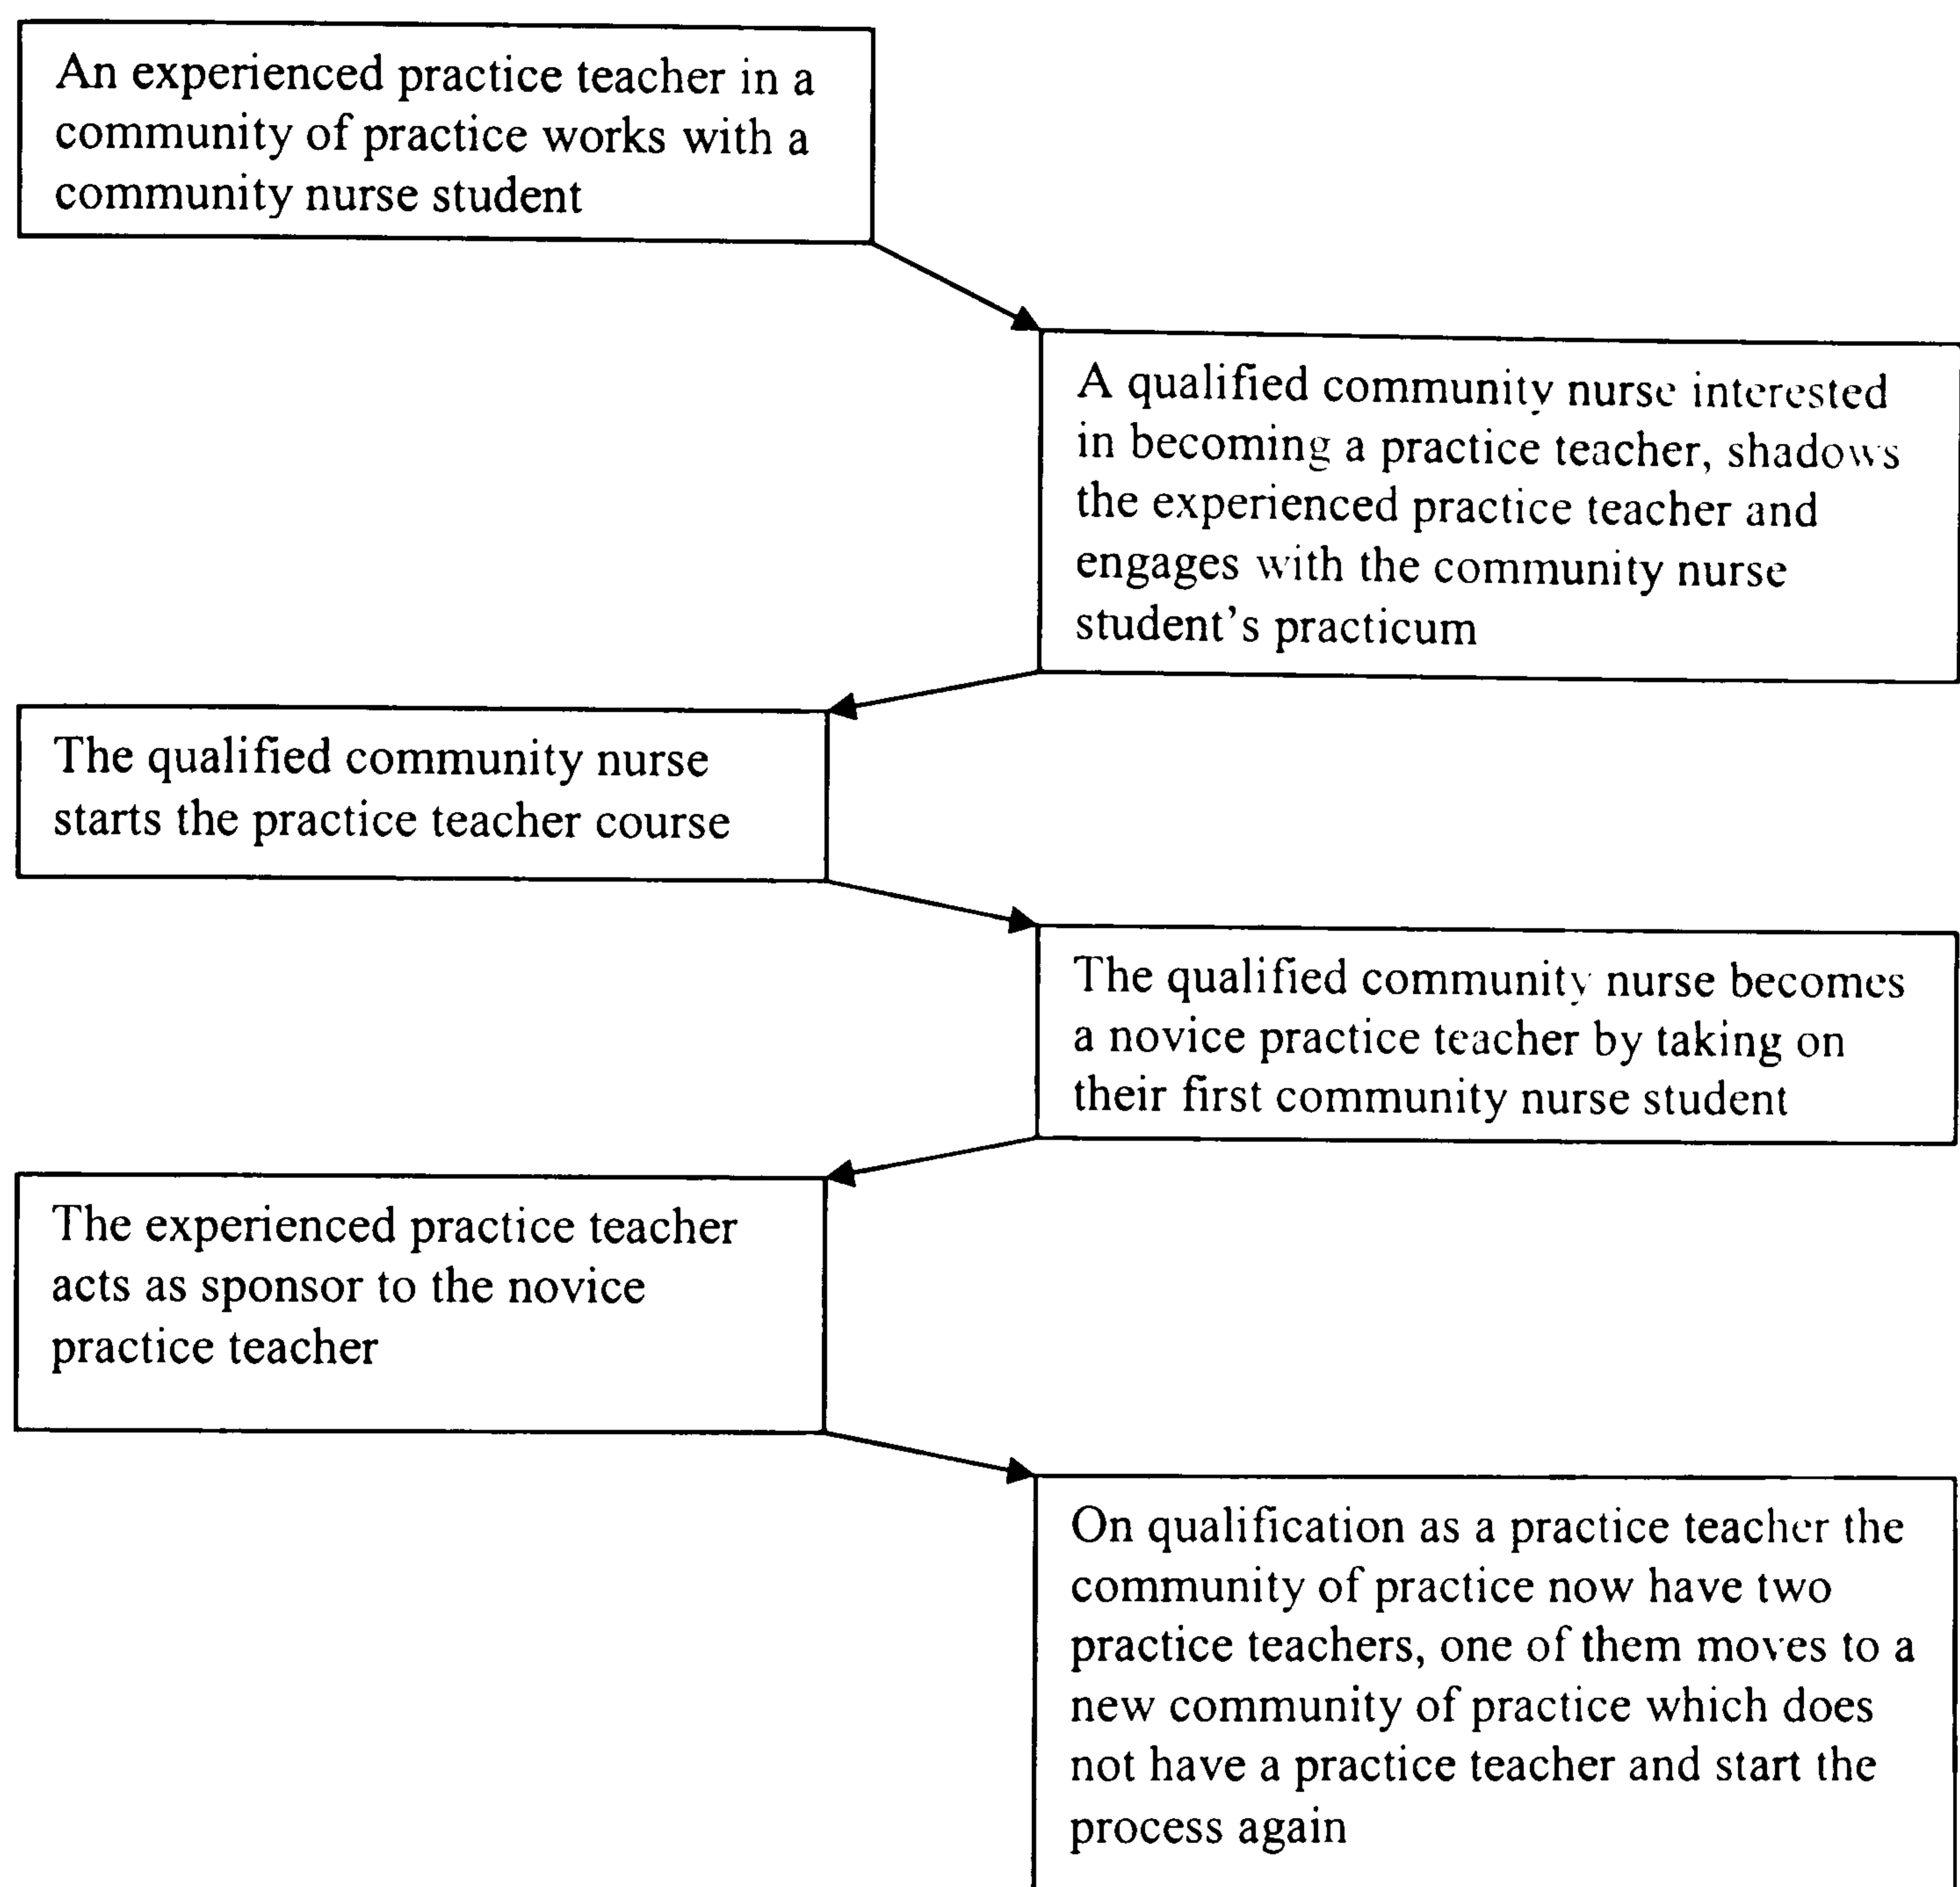 An experienced practice teacher in a
community of practice works with a
community nurse student
A qualified community nurse interested
in becoming a practice teacher, shadows
the experienced practice teacher and
engages with the community nurse
student's practicum
The qualified community nurse
starts the practice teacher course
The qualified community nurse becomes
a novice practice teacher by taking on
their first community nurse student
The experienced practice teacher
acts as sponsor to the novice
practice teacher
On qualification as a practice teacher the
community of practice now have two
practice teachers, one of them moves to a
new community of practice which does
not have a practice teacher and start the
process again